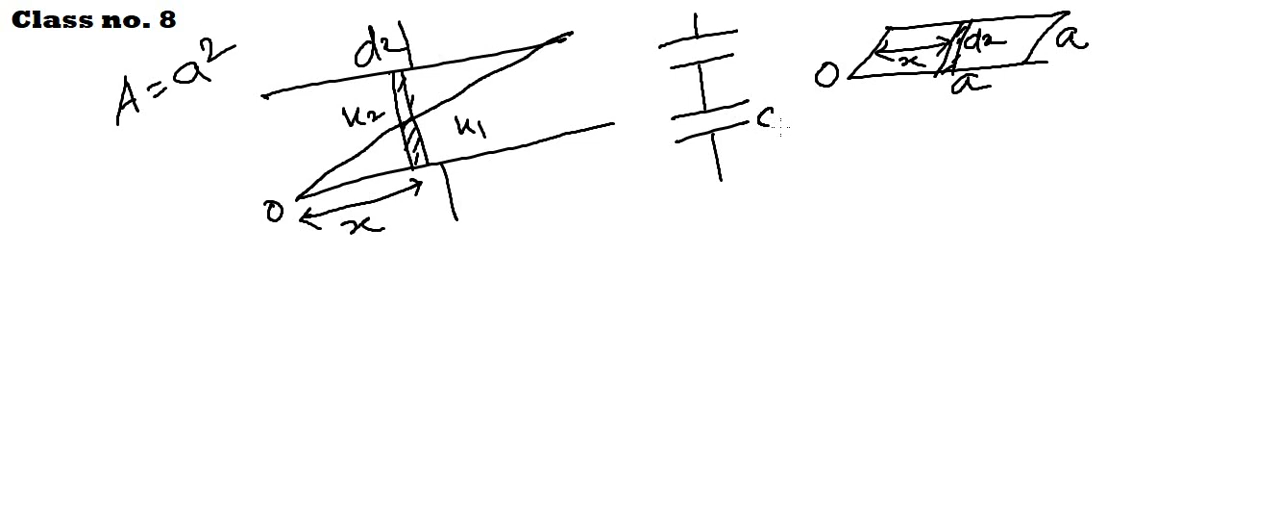 Class no. 8
A = a²
dx
K₂
K₁
O
x
C
O
x
dx
a
a